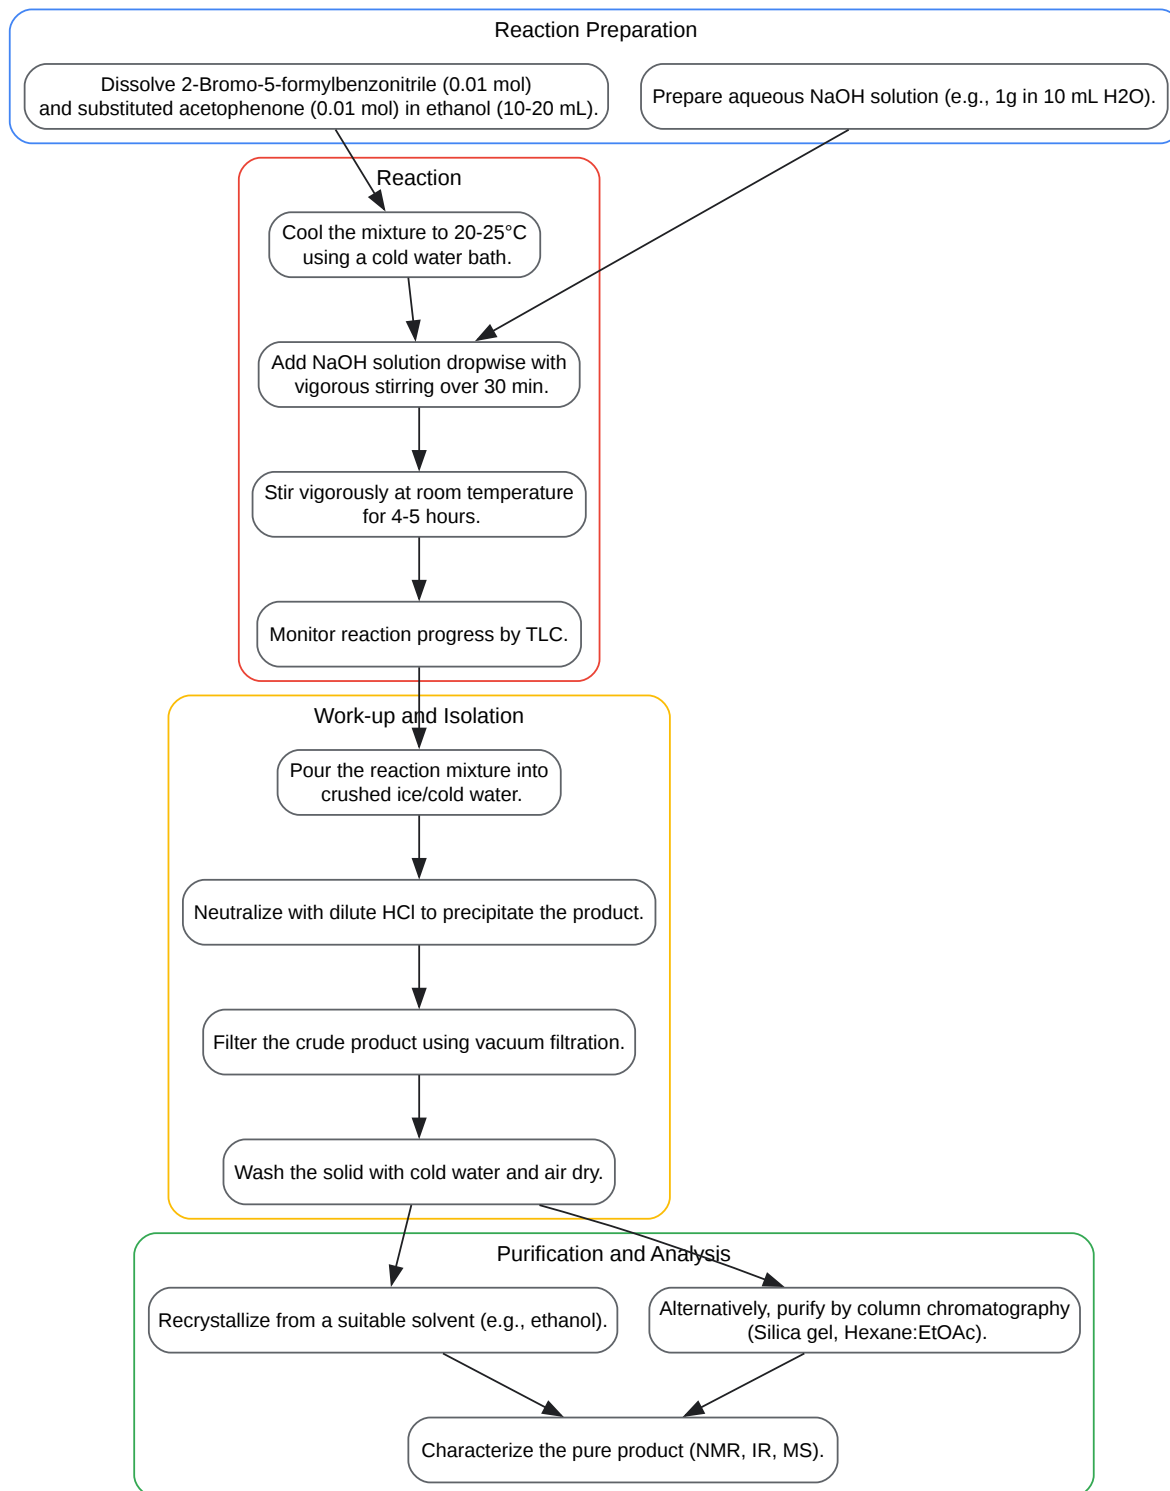 Reaction Preparation
Dissolve 2-Bromo-5-formylbenzonitrile (0.01 mol)
and substituted acetophenone (0.01 mol) in ethanol (10-20 mL).
Prepare aqueous NaOH solution (e.g., 1g in 10 mL H2O).
Reaction
Cool the mixture to 20-25°C
using a cold water bath.
Add NaOH solution dropwise with
vigorous stirring over 30 min.
Stir vigorously at room temperature
for 4-5 hours.
Monitor reaction progress by TLC.
Work-up and Isolation
Pour the reaction mixture into
crushed ice/cold water.
Neutralize with dilute HCl to precipitate the product.
Filter the crude product using vacuum filtration.
Wash the solid with cold water and air dry.
Purification and Analysis
Recrystallize from a suitable solvent (e.g., ethanol).
Alternatively, purify by column chromatography
(Silica gel, Hexane:EtOAc).
Characterize the pure product (NMR, IR, MS).